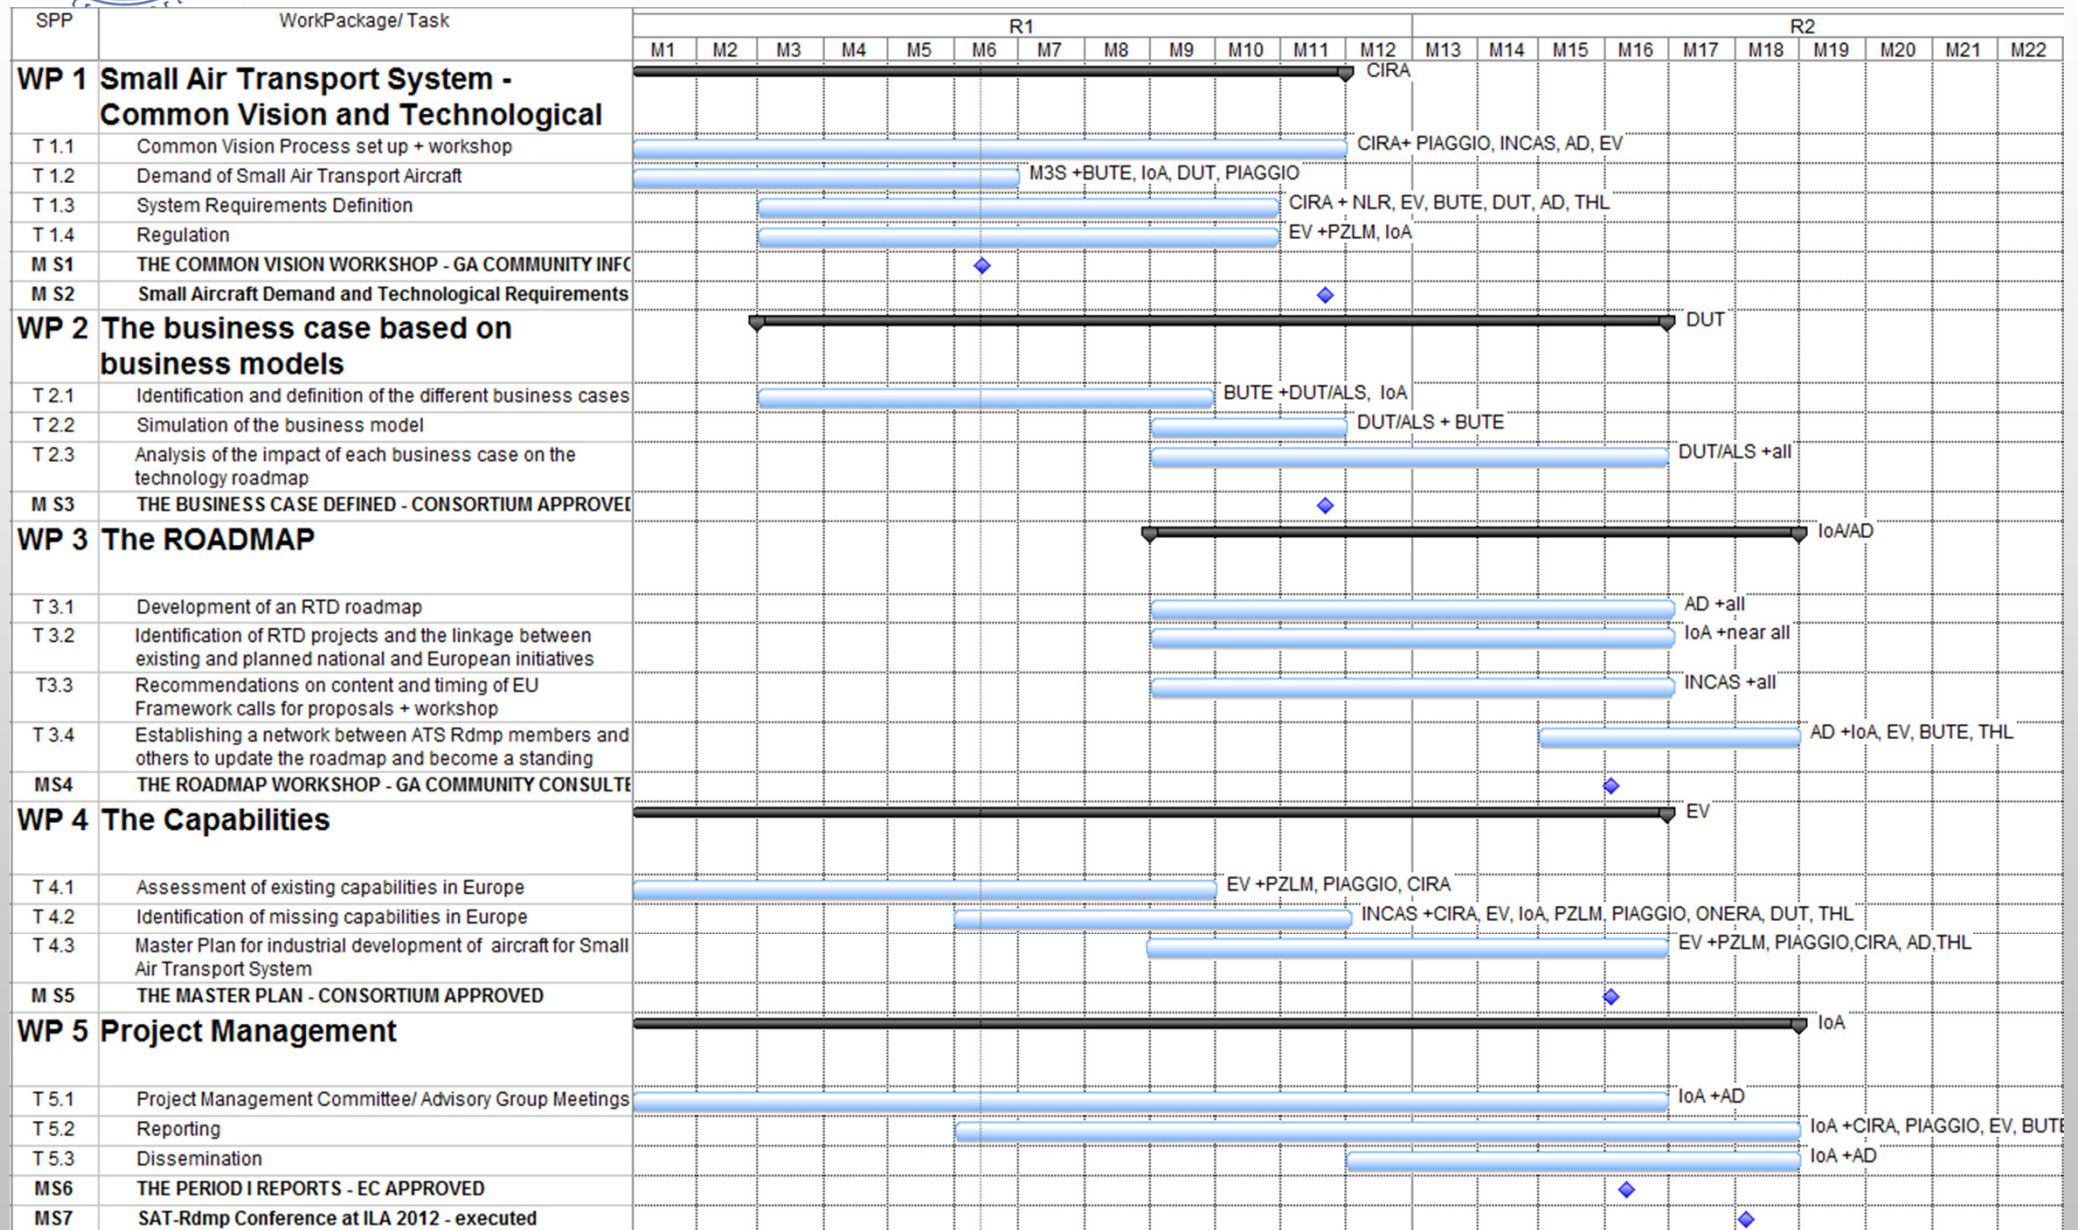 SPP WorkPackage/ Task R1 R2
M1 M2 M3 M4 M5 M6 M7 M8 M9 M10 M11 M12 M13 M14 M15 M16 M17 M18 M19 M20 M21 M22
WP 1 Small Air Transport System - CIRA
Common Vision and Technological
T 1.1 Common Vision Process set up + workshop CIRA+ PIAGGIO, INCAS, AD, EV
T 1.2 Demand of Small Air Transport Aircraft M3S +BUTE, IoA, DUT, PIAGGIO
T 1.3 System Requirements Definition CIRA + NLR, EV, BUTE, DUT, AD, THL
T 1.4 Regulation EV +PZLM, IoA
M S1 THE COMMON VISION WORKSHOP - GA COMMUNITY INFC
M S2 Small Aircraft Demand and Technological Requirements
WP 2 The business case based on DUT
business models
T 2.1 Identification and definition of the different business cases BUTE +DUT/ALS, IoA
T 2.2 Simulation of the business model DUT/ALS + BUTE
T 2.3 Analysis of the impact of each business case on the DUT/ALS +all
technology roadmap
M S3 THE BUSINESS CASE DEFINED - CONSORTIUM APPROVED
WP 3 The ROADMAP IoA/AD
T 3.1 Development of an RTD roadmap AD +all
T 3.2 Identification of RTD projects and the linkage between IoA +near all
existing and planned national and European initiatives
T3.3 Recommendations on content and timing of EU INCAS +all
Framework calls for proposals + workshop
T 3.4 Establishing a network between ATS Rdmp members and AD +IoA, EV, BUTE, THL
others to update the roadmap and become a standing
MS4 THE ROADMAP WORKSHOP - GA COMMUNITY CONSULTE
WP 4 The Capabilities EV
T 4.1 Assessment of existing capabilities in Europe EV +PZLM, PIAGGIO, CIRA
T 4.2 Identification of missing capabilities in Europe INCAS +CIRA, EV, IoA, PZLM, PIAGGIO, ONERA, DUT, THL
T 4.3 Master Plan for industrial development of aircraft for Small EV +PZLM, PIAGGIO,CIRA, AD,THL
Air Transport System
M S5 THE MASTER PLAN - CONSORTIUM APPROVED
WP 5 Project Management IoA
T 5.1 Project Management Committee/ Advisory Group Meetings IoA +AD
T 5.2 Reporting IoA +CIRA, PIAGGIO, EV, BUTE
T 5.3 Dissemination IoA +AD
MS6 THE PERIOD I REPORTS - EC APPROVED
MS7 SAT-Rdmp Conference at ILA 2012 - executed